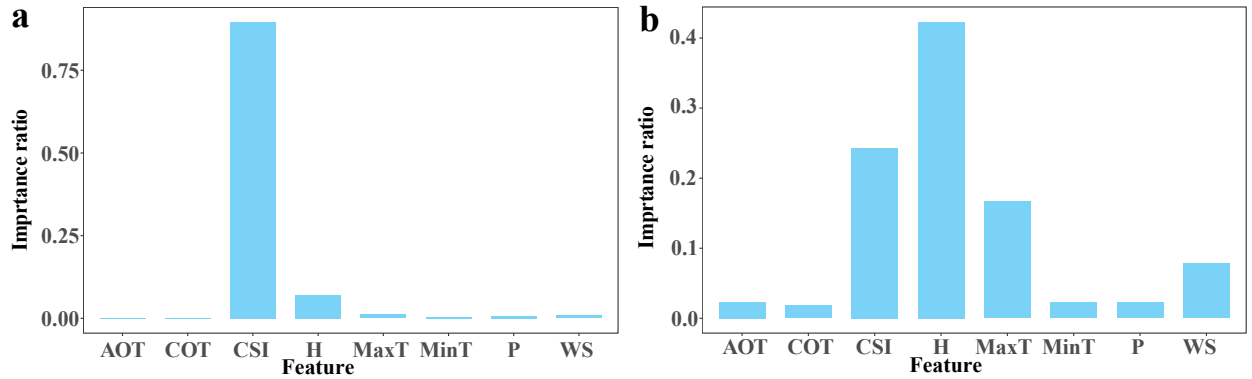 a
Imprtance ratio
0.75
0.50
0.25
0.00
AOT COT CSI H MaxT MinT P WS
Feature
b
Imprtance ratio
0.4
0.3
0.2
0.1
0.0
AOT COT CSI H MaxT MinT P WS
Feature